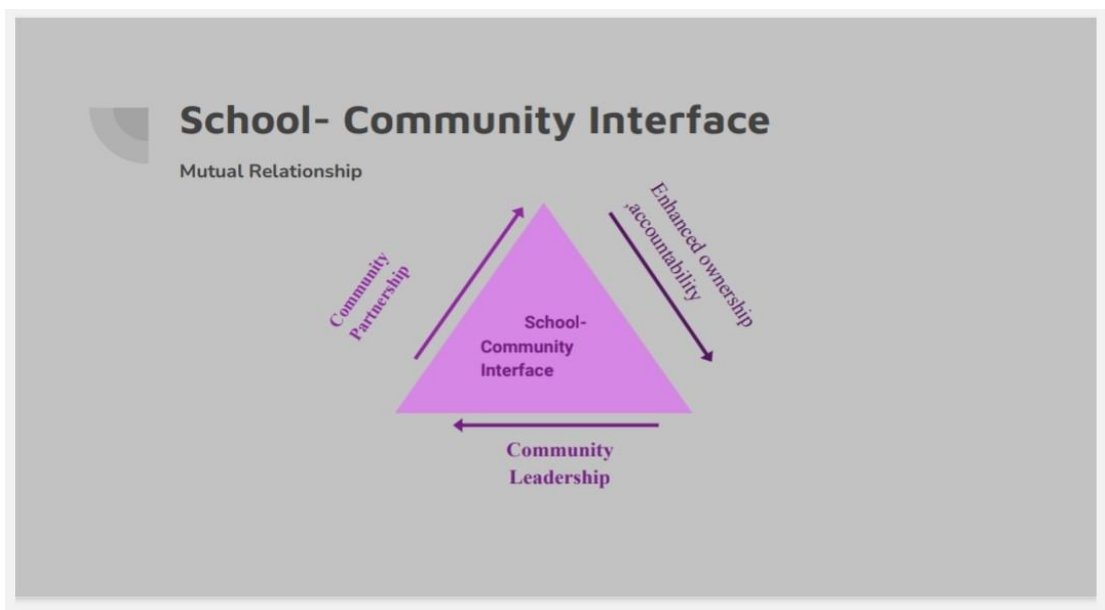 School- Community Interface
Mutual Relationship
Community
Partnership
Enhanced ownership
,accountability
School-
Community
Interface
Community
Leadership